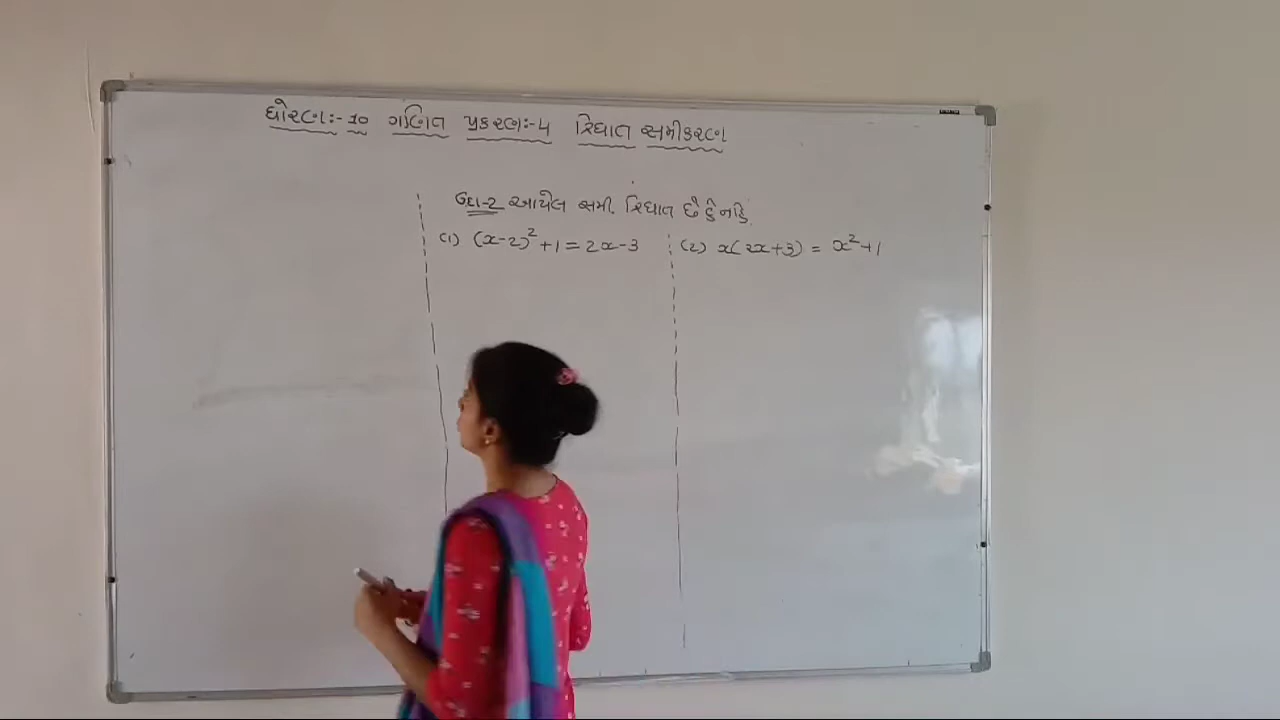 ધોરણ:- ૧૦ ગણિત પ્રકરણ:- ૪ દ્વિઘાત સમીકરણ
ઉદા-2 આપેલ સમી. દ્વિઘાત છે કે નહિ.
(1) (x-2)² + 1 = 2x - 3
(2) x(2x+3) = x² + 1